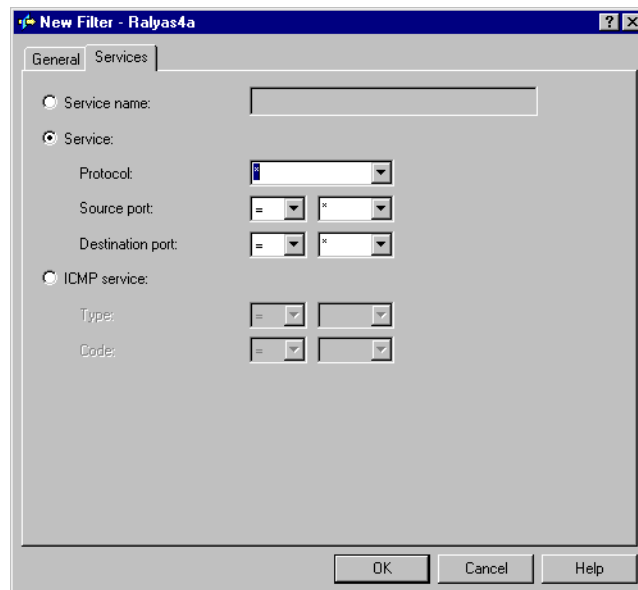 New Filter - Ralyas4a
General Services
Service name:
Service:
Protocol: *
Source port: = *
Destination port: = *
ICMP service:
Type: =
Code: =
OK Cancel Help